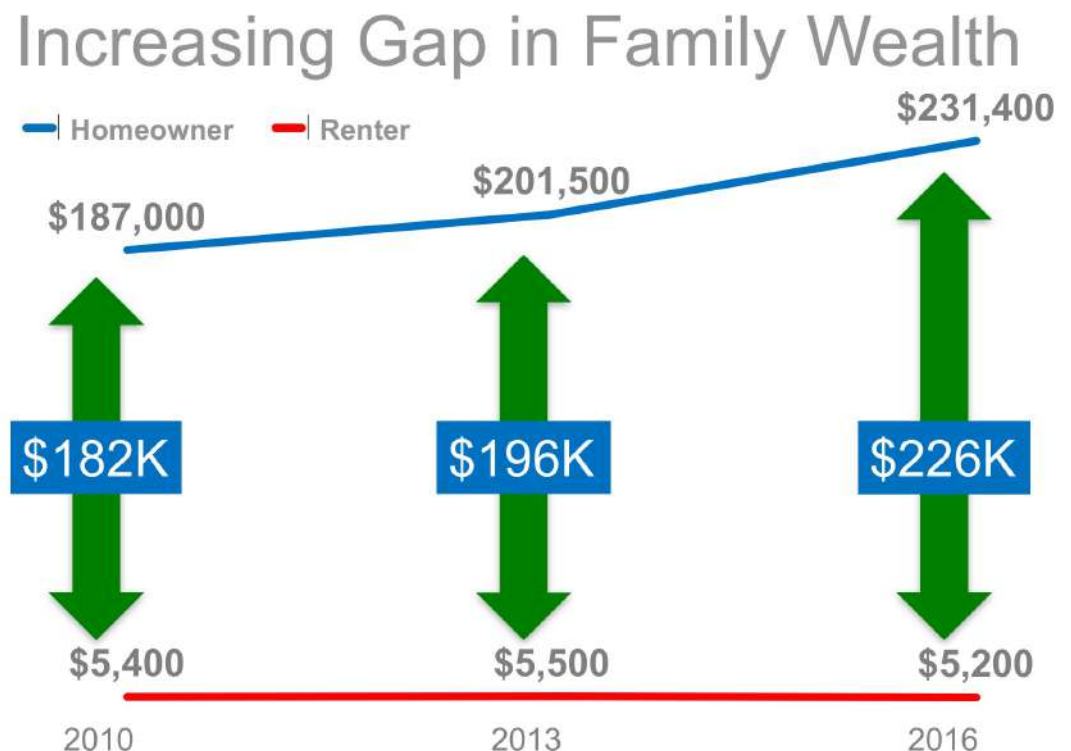 Increasing Gap in Family Wealth
Homeowner Renter
$231,400
$201,500
$187,000
$182K $196K $226K
$5,400 $5,500 $5,200
2010 2013 2016